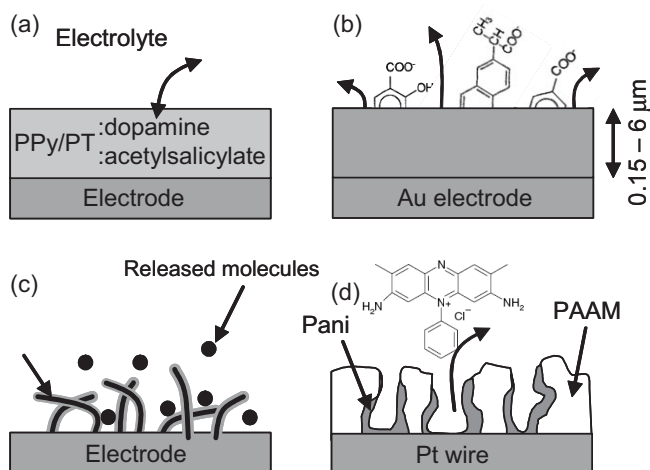 (a)
Electrolyte
PPy/PT :dopamine
:acetylsalicylate
Electrode
(b)
COO⁻
OH
CH₃
CH
COO⁻
COO⁻
Au electrode
0.15 – 6 µm
(c)
Released molecules
Electrode
(d)
N
H₂N
N⁺
NH₂
Cl⁻
Pani
PAAM
Pt wire